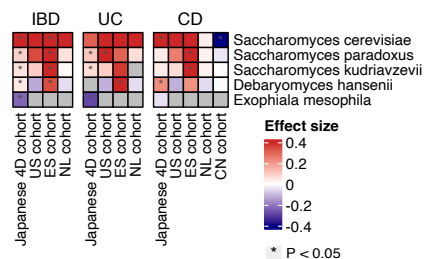 IBD UC CD
Saccharomyces cerevisiae
Saccharomyces paradoxus
Saccharomyces kudriavzevii
Debaryomyces hansenii
Exophiala mesophila
Japanese 4D cohort
US cohort
ES cohort
NL cohort
Japanese 4D cohort
US cohort
ES cohort
NL cohort
Japanese 4D cohort
US cohort
ES cohort
NL cohort
CN cohort
Effect size
0.4
0.2
0
-0.2
-0.4
* P < 0.05